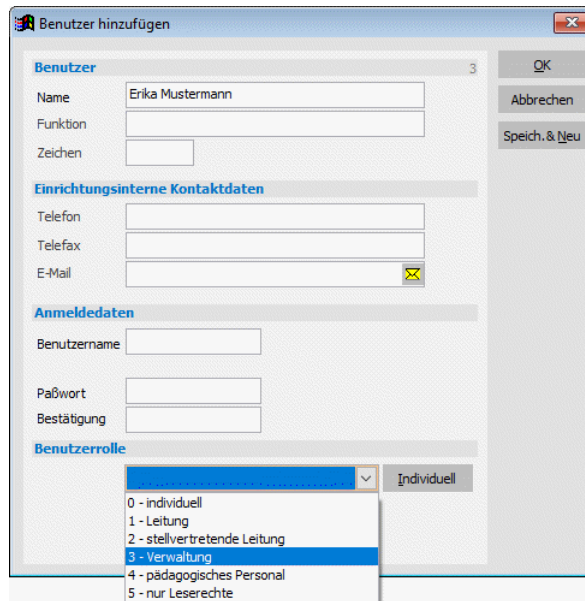 Benutzer hinzufügen
Benutzer 3
OK
Name Erika Mustermann
Abbrechen
Funktion
Speich.& Neu
Zeichen
Einrichtungsinterne Kontaktdaten
Telefon
Telefax
E-Mail
Anmeldedaten
Benutzername
Paßwort
Bestätigung
Benutzerrolle
Individuell
0 - individuell
1 - Leitung
2 - stellvertretende Leitung
3 - Verwaltung
4 - pädagogisches Personal
5 - nur Leserechte